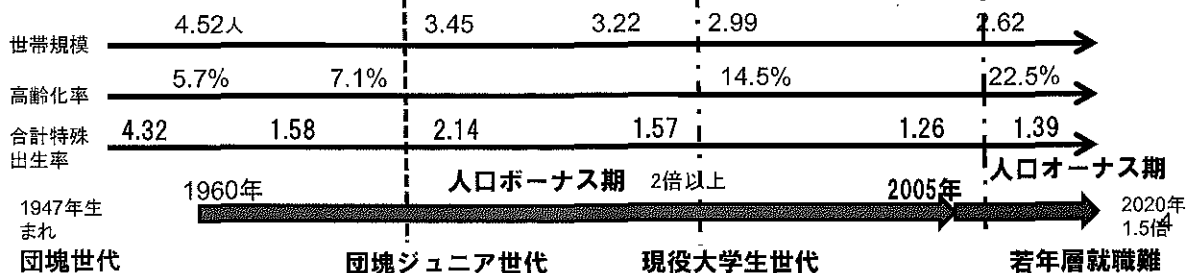 世帯規模 4.52人 3.45 3.22 2.99 2.62
高齢化率 5.7% 7.1% 14.5% 22.5%
合計特殊 4.32 1.58 2.14 1.57 1.26 1.39
出生率
人口ボーナス期 2倍以上 人口オーナス期
1960年 2005年
1947年生 2020年
まれ 1.5倍
4
団塊世代 団塊ジュニア世代 現役大学生世代 若年層就職難